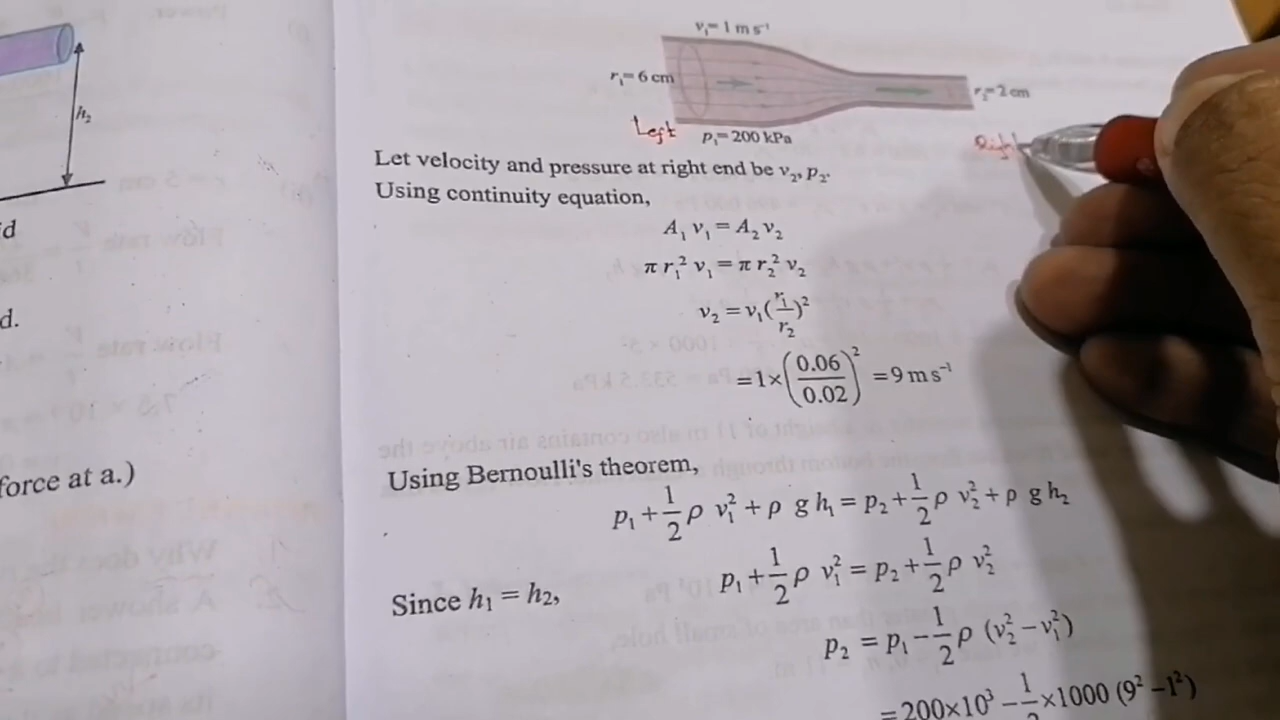 h₂
id
d.
force at a.)
v₁= 1 m s⁻¹
r₁= 6 cm
r₂= 2 cm
Left
p₁= 200 kPa
Right
Let velocity and pressure at right end be v₂, p₂.
Using continuity equation,
A₁ v₁ = A₂ v₂
π r₁² v₁ = π r₂² v₂
v₂ = v₁(r₁/r₂)²
=1×(0.06/0.02)² = 9 m s⁻¹
Using Bernoulli's theorem,
p₁ + 1/2 ρ v₁² + ρ g h₁ = p₂ + 1/2 ρ v₂² + ρ g h₂
Since h₁ = h₂, p₁ + 1/2 ρ v₁² = p₂ + 1/2 ρ v₂²
p₂ = p₁ − 1/2 ρ (v₂² − v₁²)
= 200×10³ − 1/2 ×1000 (9² −1²)